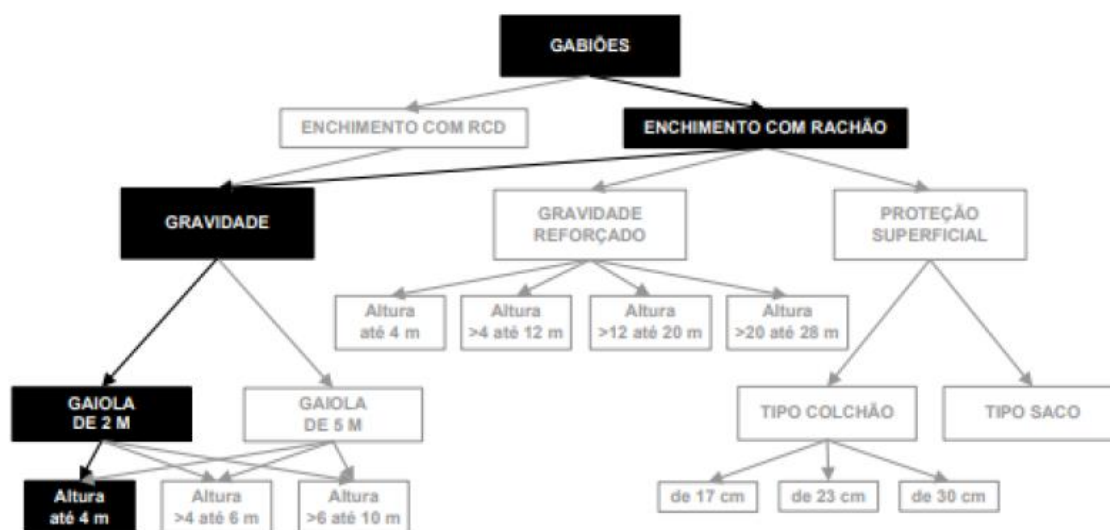 GABIÕES
ENCHIMENTO COM RCD
ENCHIMENTO COM RACHÃO
GRAVIDADE
GRAVIDADE
REFORÇADO
PROTEÇÃO
SUPERFICIAL
Altura
até 4 m
Altura
>4 até 12 m
Altura
>12 até 20 m
Altura
>20 até 28 m
GAIOLA
DE 2 M
GAIOLA
DE 5 M
TIPO COLCHÃO
TIPO SACO
Altura
até 4 m
Altura
>4 até 6 m
Altura
>6 até 10 m
de 17 cm
de 23 cm
de 30 cm